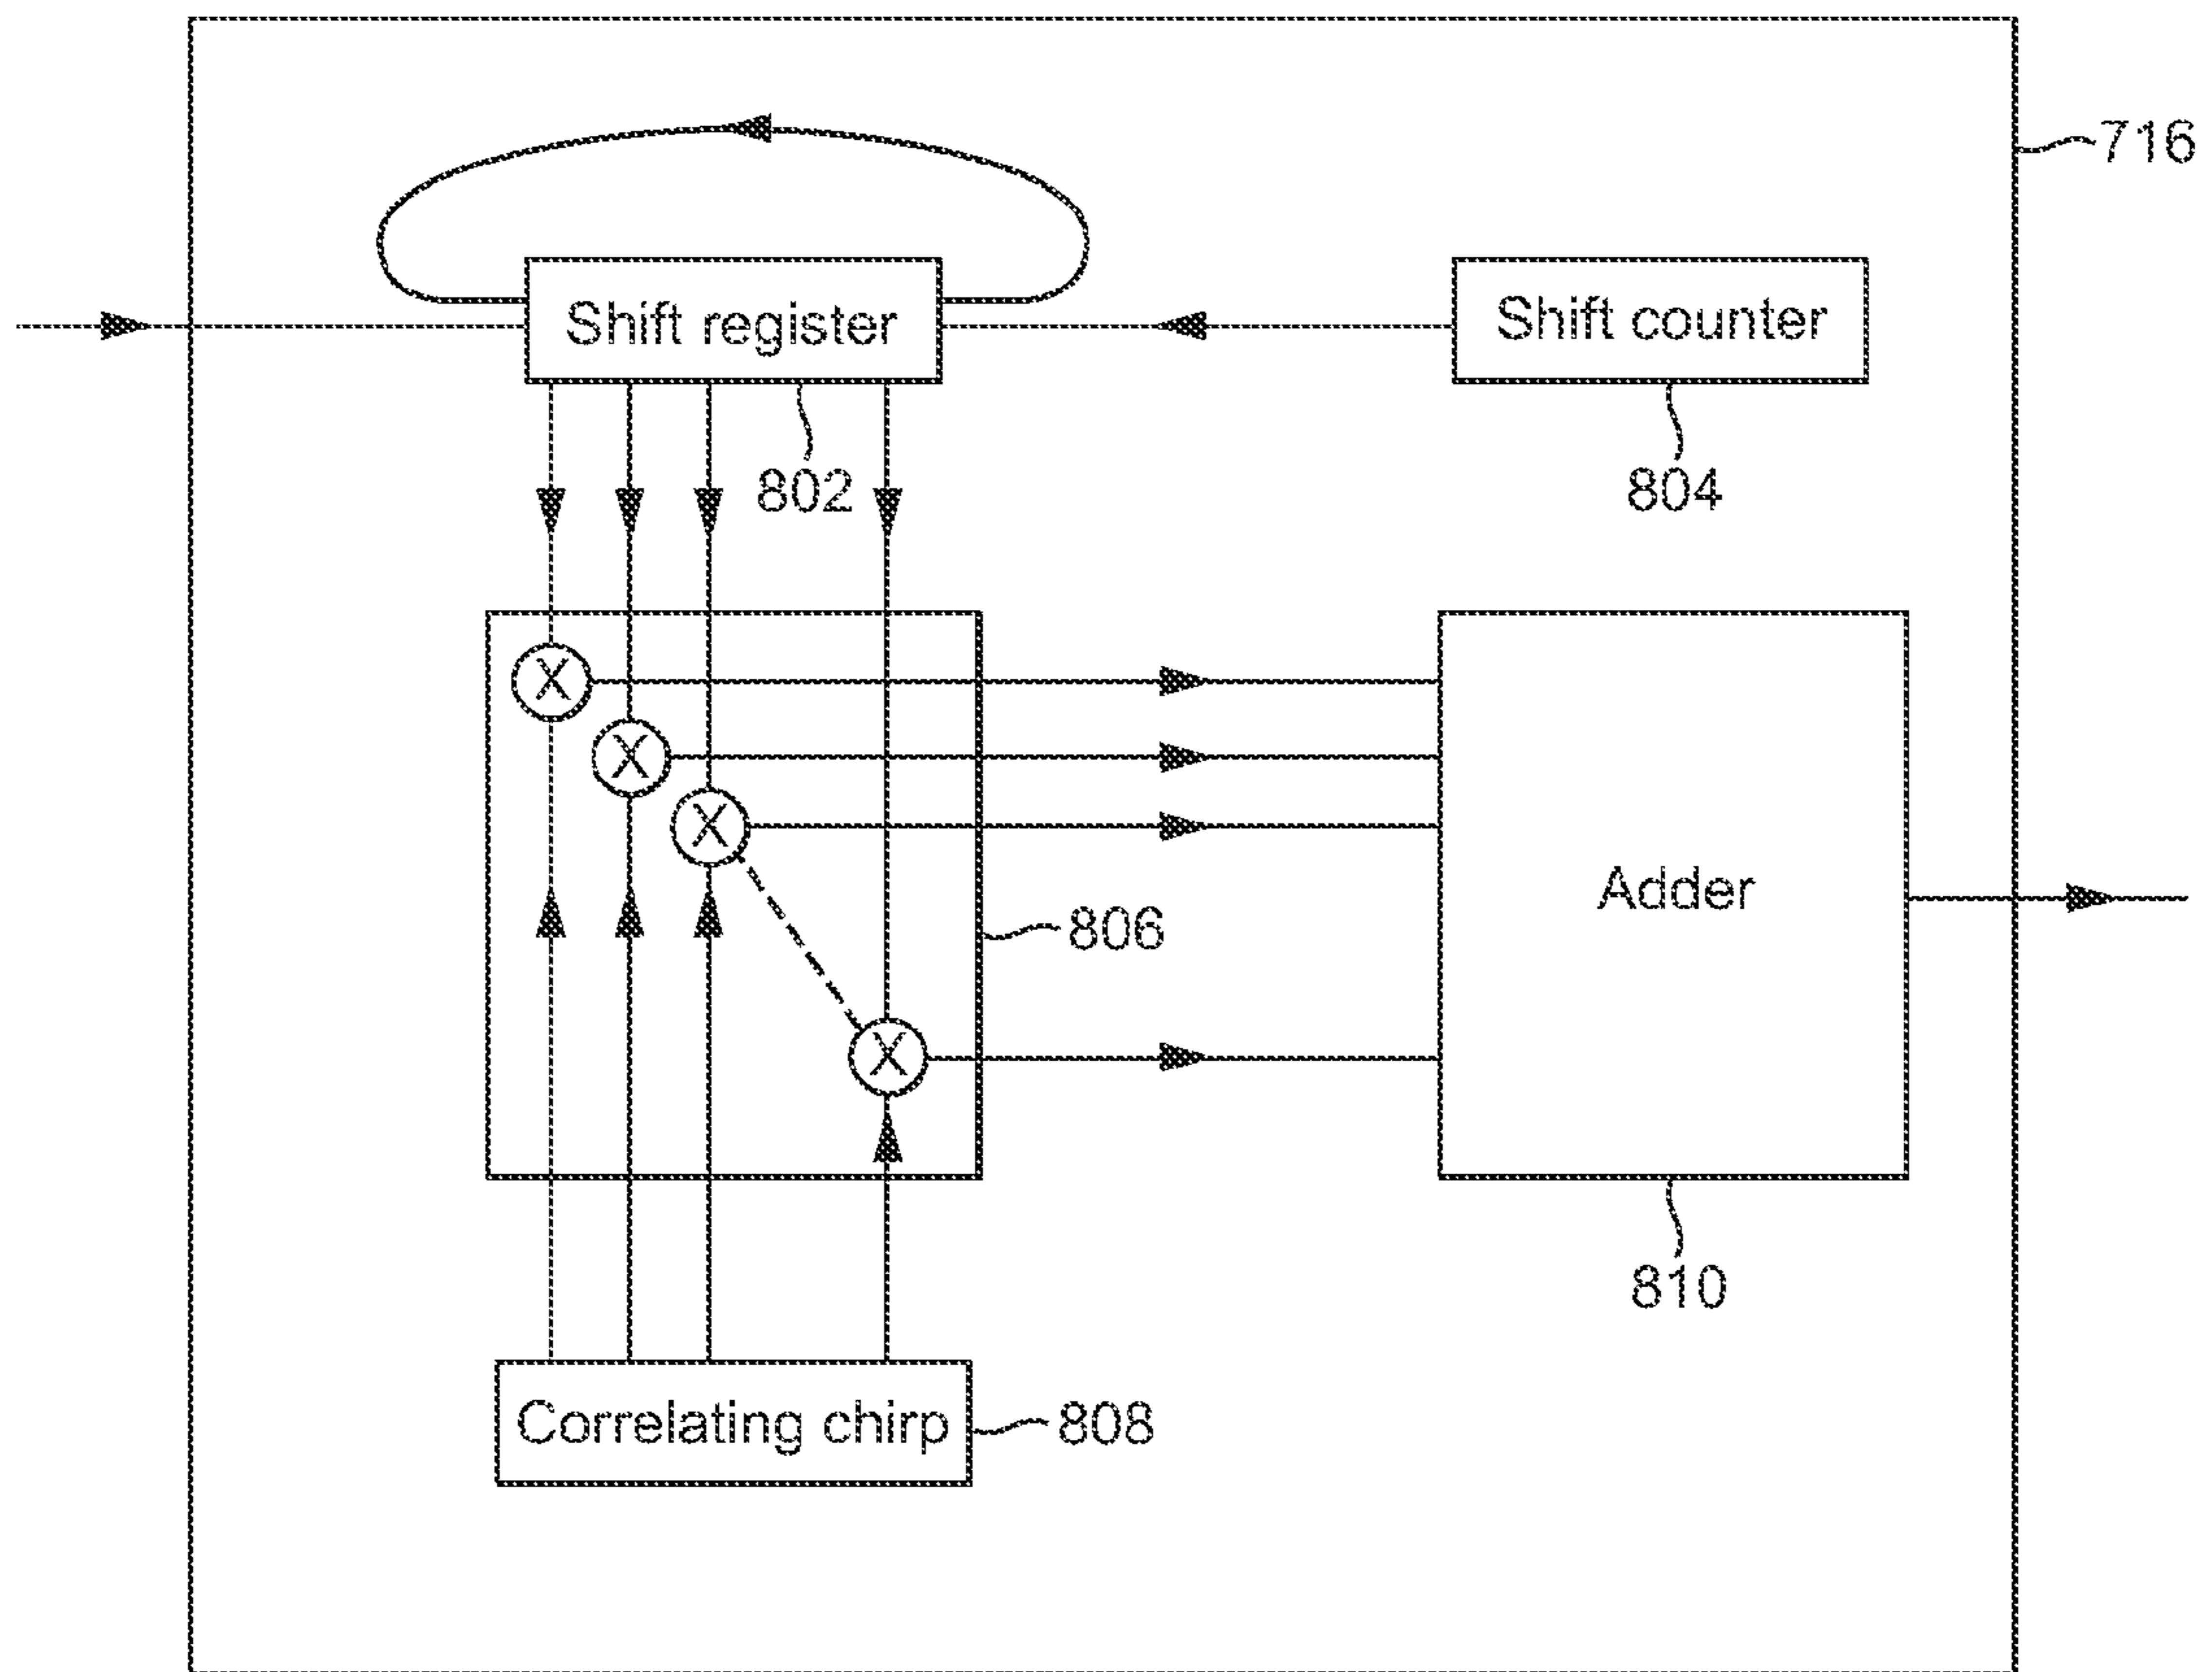 716
Shift register
Shift counter
802
804
X
X
X
X
Adder
806
810
Correlating chirp
808